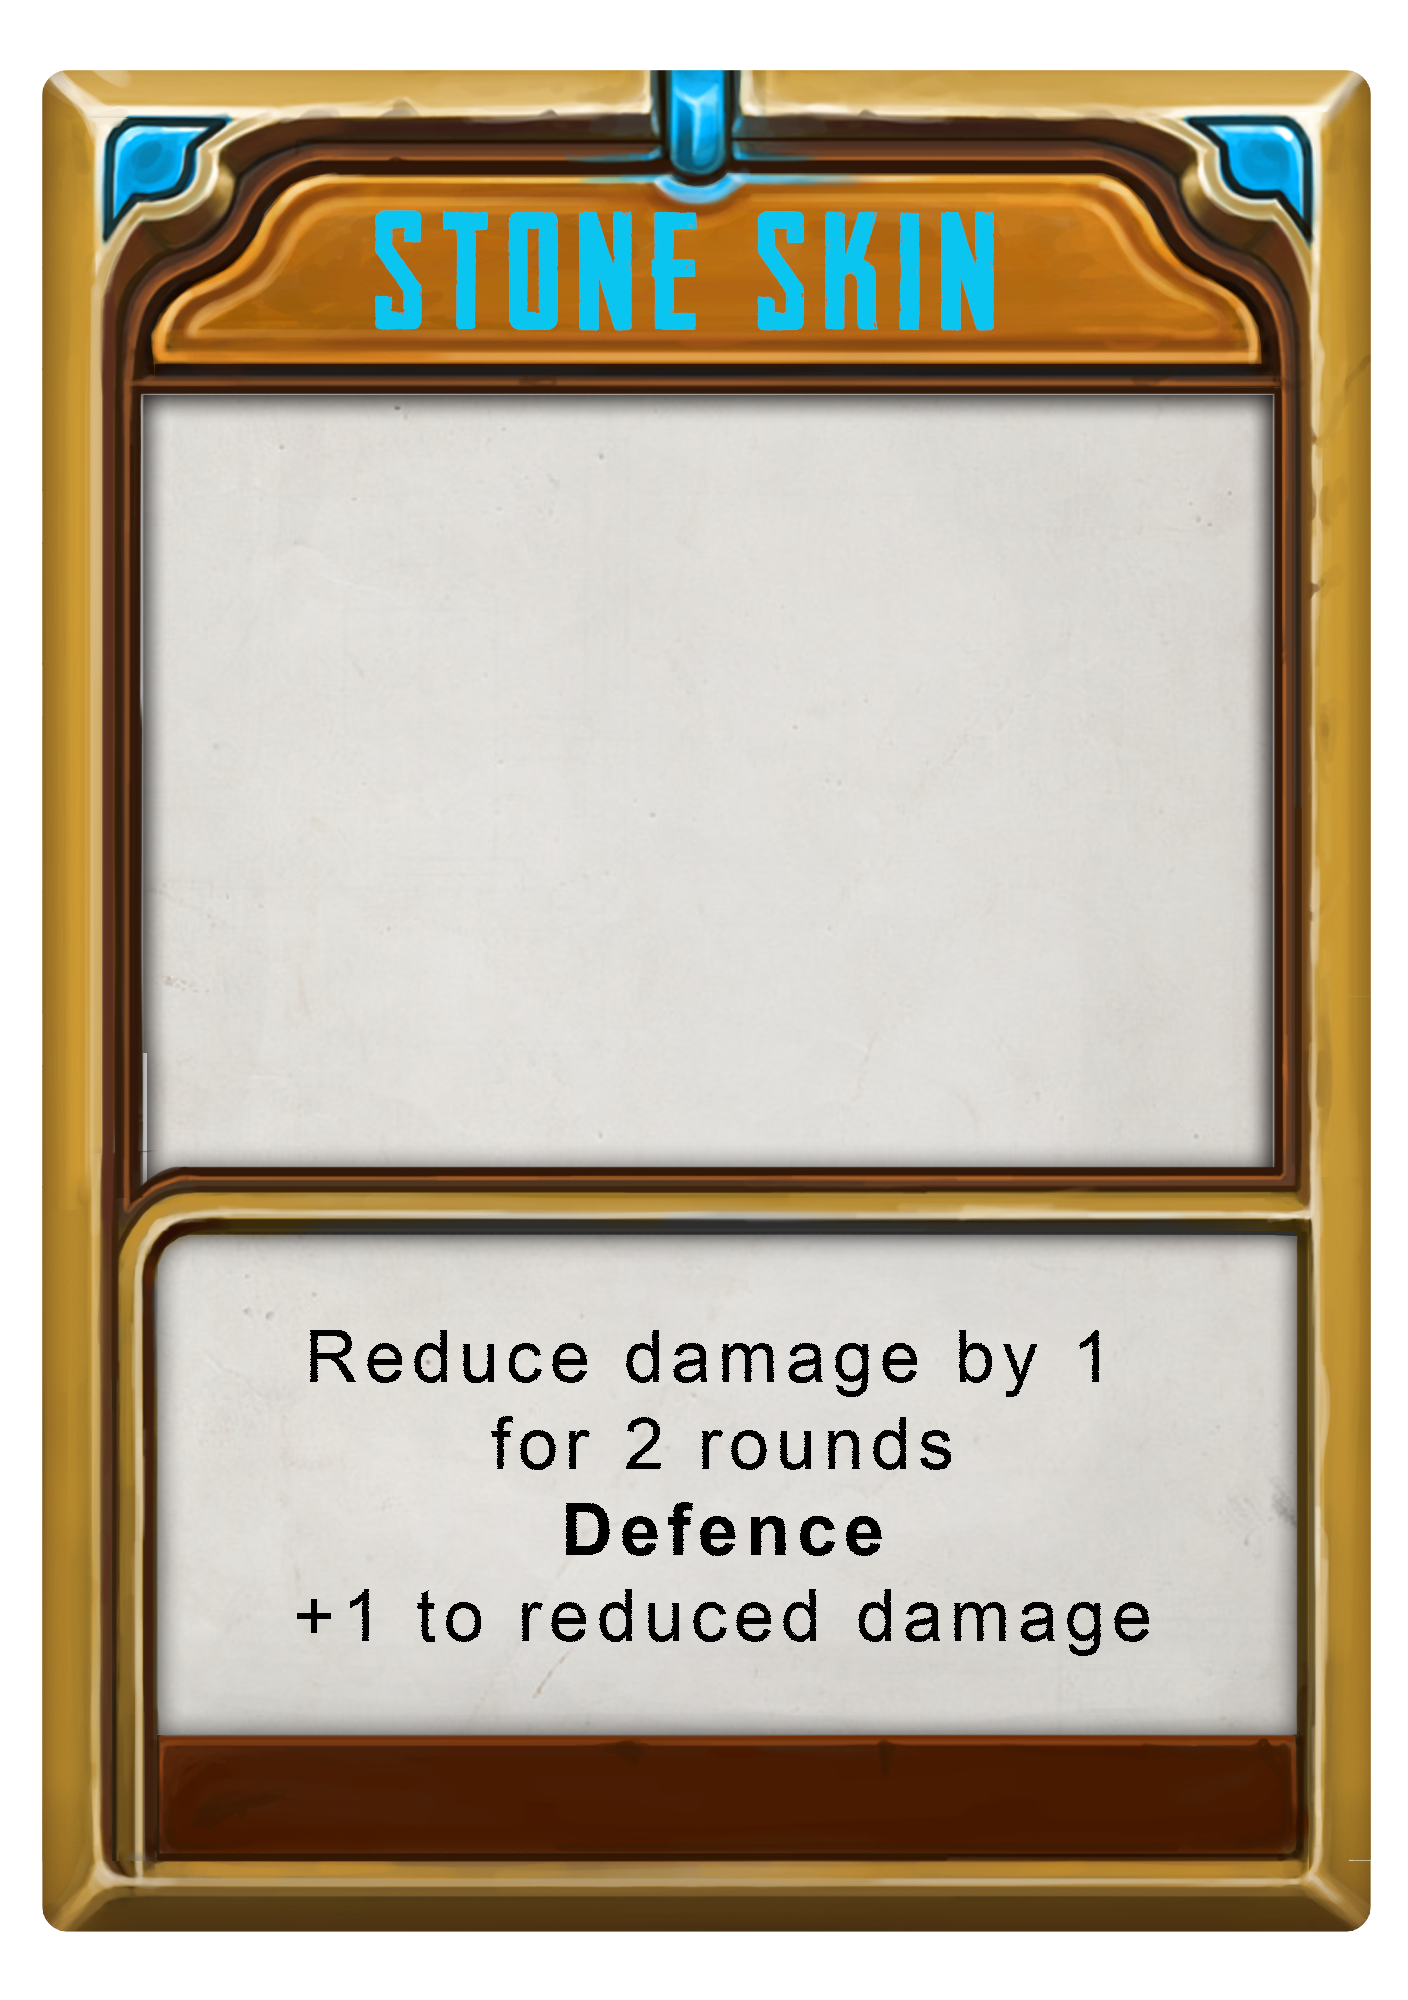 STONE SKIN
Reduce damage by 1
for 2 rounds
Defence
+1 to reduced damage